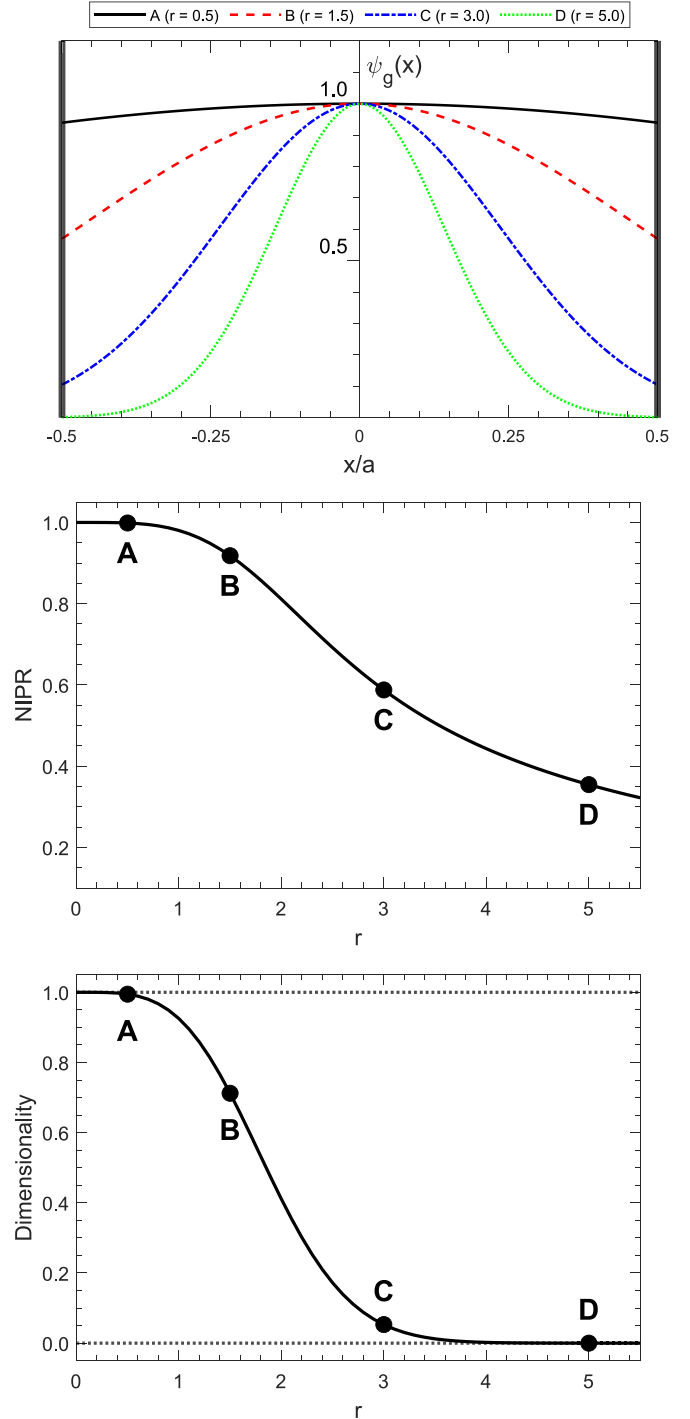 A (r = 0.5) B (r = 1.5) C (r = 3.0) D (r = 5.0)
ψg(x)
1.0
0.5
-0.5 -0.25 0 0.25 0.5
x/a
1.0
0.8
0.6
0.4
0.2
NIPR
A
B
C
D
0 1 2 3 4 5
r
1.0
0.8
0.6
0.4
0.2
0.0
Dimensionality
A
B
C
D
0 1 2 3 4 5
r